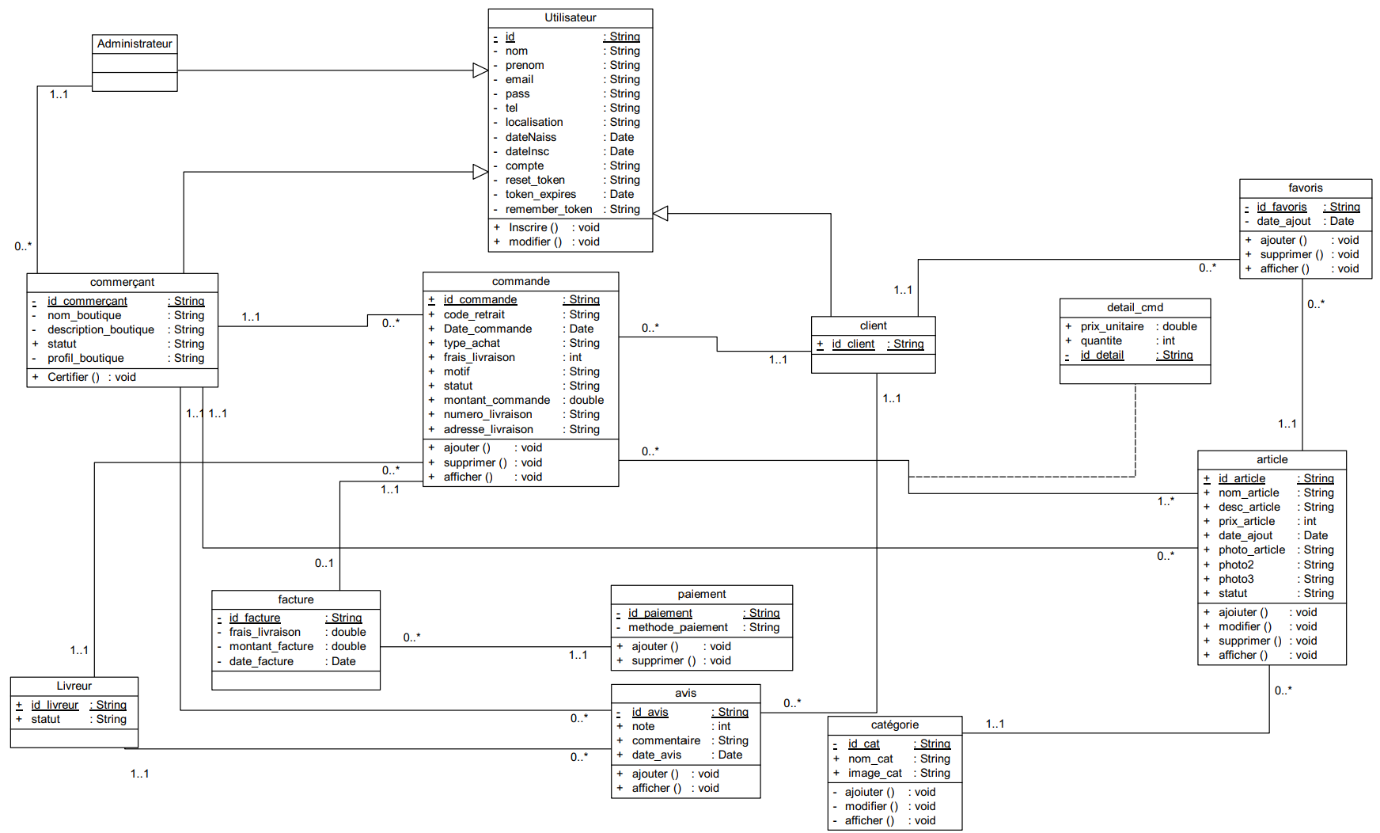 Utilisateur
- id : String
- nom : String
- prenom : String
- email : String
- pass : String
- tel : String
- localisation : String
- dateNaiss : Date
- dateInsc : Date
- compte : String
- reset_token : String
- token_expires : Date
- remember_token : String
+ Inscrire () : void
+ modifier () : void
Administrateur
1..1
0..*
commerçant
- id_commerçant : String
- nom_boutique : String
- description_boutique : String
+ statut : String
- profil_boutique : String
+ Certifier () : void
1..1
0..*
1..1
1..1
commande
+ id_commande : String
+ code_retrait : String
+ Date_commande : Date
+ type_achat : String
+ frais_livraison : int
+ motif : String
+ statut : String
+ montant_commande : double
+ numero_livraison : String
+ adresse_livraison : String
+ ajouter () : void
+ supprimer () : void
+ afficher () : void
0..*
1..1
0..*
1..1
0..*
1..*
client
+ id_client : String
1..1
0..*
1..1
favoris
- id_favoris : String
- date_ajout : Date
+ ajouter () : void
+ supprimer () : void
+ afficher () : void
0..*
1..1
detail_cmd
+ prix_unitaire : double
+ quantite : int
- id_detail : String
article
+ id_article : String
+ nom_article : String
+ desc_article : String
+ prix_article : int
+ date_ajout : Date
+ photo_article : String
+ photo2 : String
+ photo3 : String
+ statut : String
+ ajoiuter () : void
+ modifier () : void
+ supprimer () : void
+ afficher () : void
0..*
0..*
0..1
facture
- id_facture : String
- frais_livraison : double
- montant_facture : double
- date_facture : Date
0..*
1..1
paiement
- id_paiement : String
- methode_paiement : String
+ ajouter () : void
+ supprimer () : void
1..1
Livreur
+ id_livreur : String
+ statut : String
1..1
0..*
0..*
avis
- id_avis : String
+ note : int
+ commentaire : String
+ date_avis : Date
+ ajouter () : void
+ afficher () : void
0..*
catégorie
- id_cat : String
+ nom_cat : String
+ image_cat : String
- ajoiuter () : void
- modifier () : void
- afficher () : void
1..1